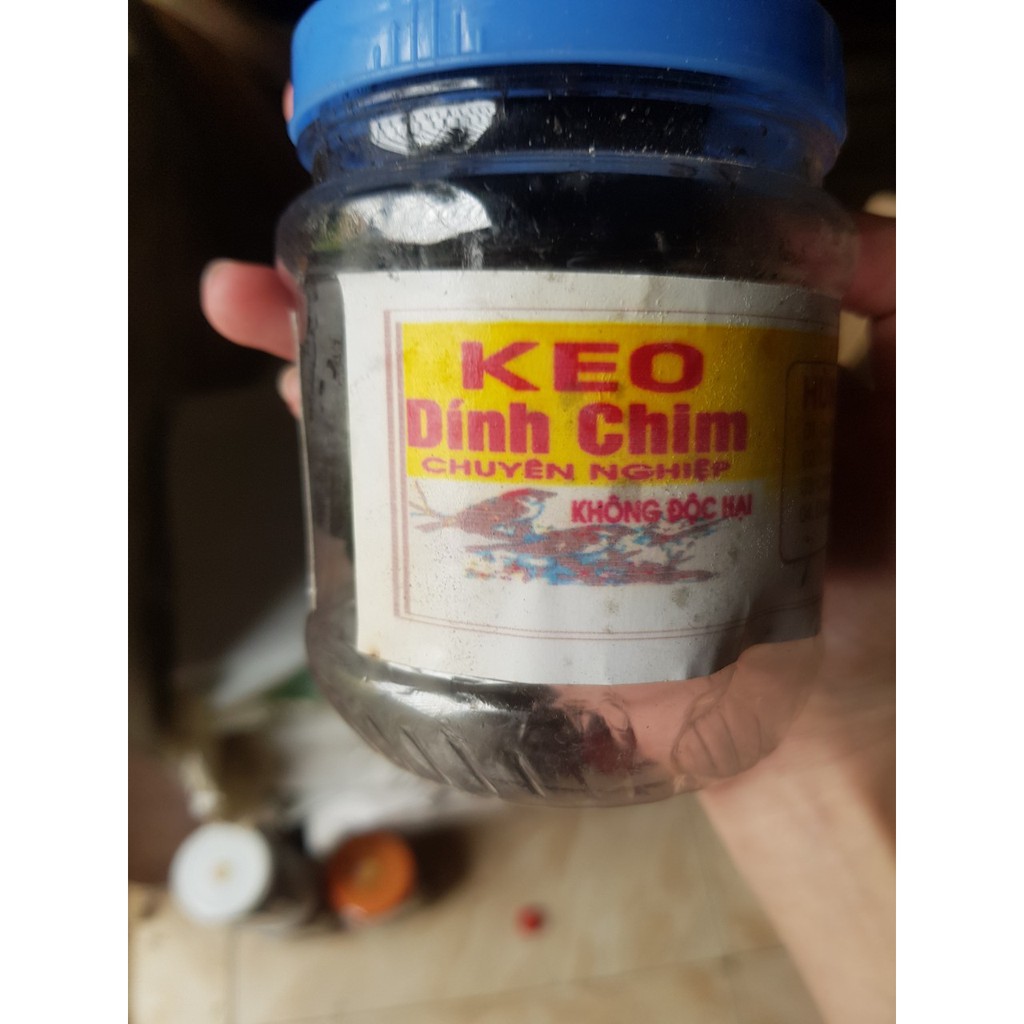 KEO
Dính Chim
CHUYÊN NGHIỆP
KHÔNG ĐỘC HẠI